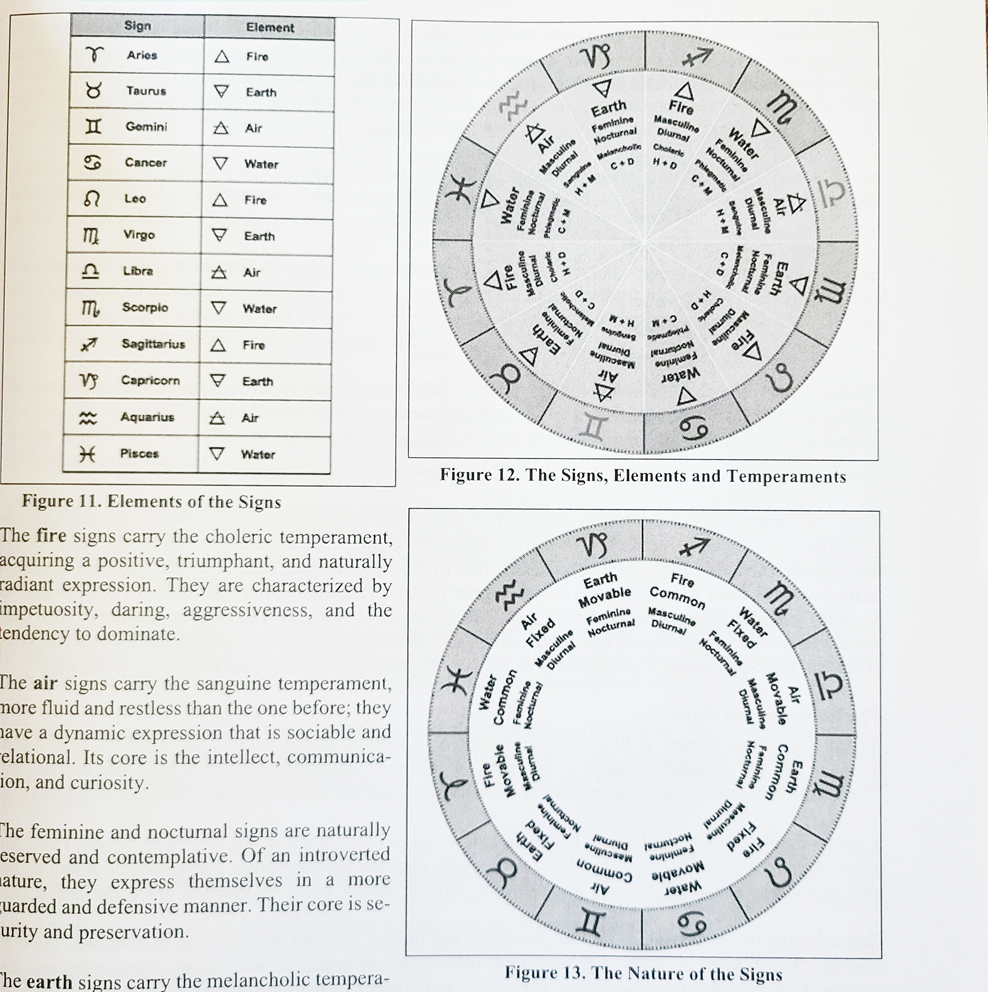 Sign Element
♈ Aries △ Fire
♉ Taurus 🜃 Earth
♊ Gemini 🜁 Air
♋ Cancer ▽ Water
♌ Leo △ Fire
♍ Virgo 🜃 Earth
♎ Libra 🜁 Air
♏ Scorpio ▽ Water
♐ Sagittarius △ Fire
♑ Capricorn 🜃 Earth
♒ Aquarius 🜁 Air
♓ Pisces ▽ Water
Figure 11. Elements of the Signs
The fire signs carry the choleric temperament,
acquiring a positive, triumphant, and naturally
radiant expression. They are characterized by
impetuosity, daring, aggressiveness, and the
tendency to dominate.
The air signs carry the sanguine temperament,
more fluid and restless than the one before; they
have a dynamic expression that is sociable and
relational. Its core is the intellect, communica-
ion, and curiosity.
The feminine and nocturnal signs are naturally
eserved and contemplative. Of an introverted
nature, they express themselves in a more
guarded and defensive manner. Their core is se-
urity and preservation.
The earth signs carry the melancholic tempera-
♑
Earth
Feminine
Nocturnal
Melancholic
C + D
♐
Fire
Masculine
Diurnal
Choleric
H + D
♏
Water
Feminine
Nocturnal
Phlegmatic
C + M
♎
Air
Masculine
Diurnal
Sanguine
H + M
♍
Earth
Feminine
Nocturnal
Melancholic
C + D
♌
Fire
Masculine
Diurnal
Choleric
H + D
♋
Water
Feminine
Nocturnal
Phlegmatic
C + M
♊
Air
Masculine
Diurnal
Sanguine
H + M
♉
Earth
Feminine
Nocturnal
Melancholic
C + D
♈
Fire
Masculine
Diurnal
Choleric
H + D
♓
Water
Feminine
Nocturnal
Phlegmatic
C + M
♒
Air
Masculine
Diurnal
Sanguine
H + M
Figure 12. The Signs, Elements and Temperaments
♑
Earth
Movable
Feminine
Nocturnal
♐
Fire
Common
Masculine
Diurnal
♏
Water
Fixed
Feminine
Nocturnal
♎
Air
Movable
Masculine
Diurnal
♍
Earth
Common
Feminine
Nocturnal
♌
Fire
Fixed
Masculine
Diurnal
♋
Water
Movable
Feminine
Nocturnal
♊
Air
Common
Masculine
Diurnal
♉
Earth
Fixed
Feminine
Nocturnal
♈
Fire
Movable
Masculine
Diurnal
♓
Water
Common
Feminine
Nocturnal
♒
Air
Fixed
Masculine
Diurnal
Figure 13. The Nature of the Signs